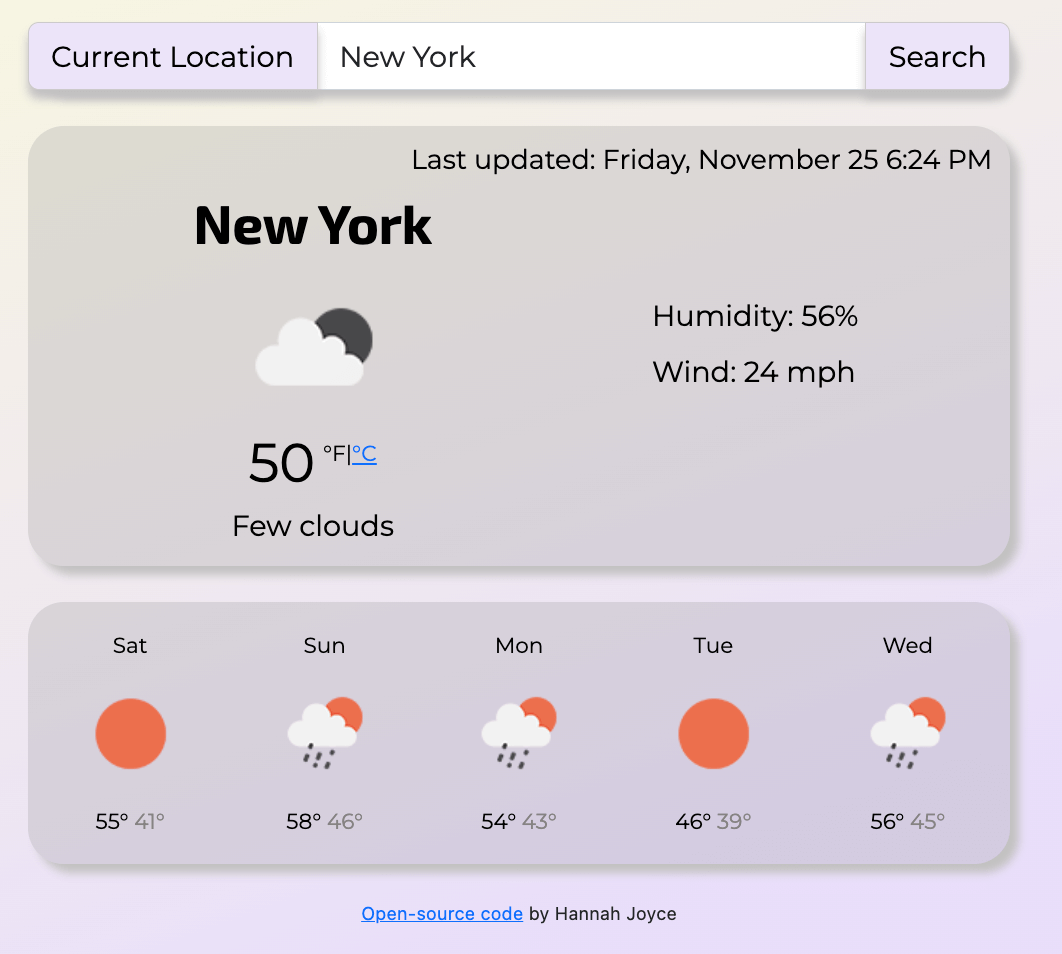 Current Location New York Search
Last updated: Friday, November 25 6:24 PM
New York
Humidity: 56%
Wind: 24 mph
50 °F|°C
Few clouds
Sat Sun Mon Tue Wed
55° 41° 58° 46° 54° 43° 46° 39° 56° 45°
Open-source code by Hannah Joyce